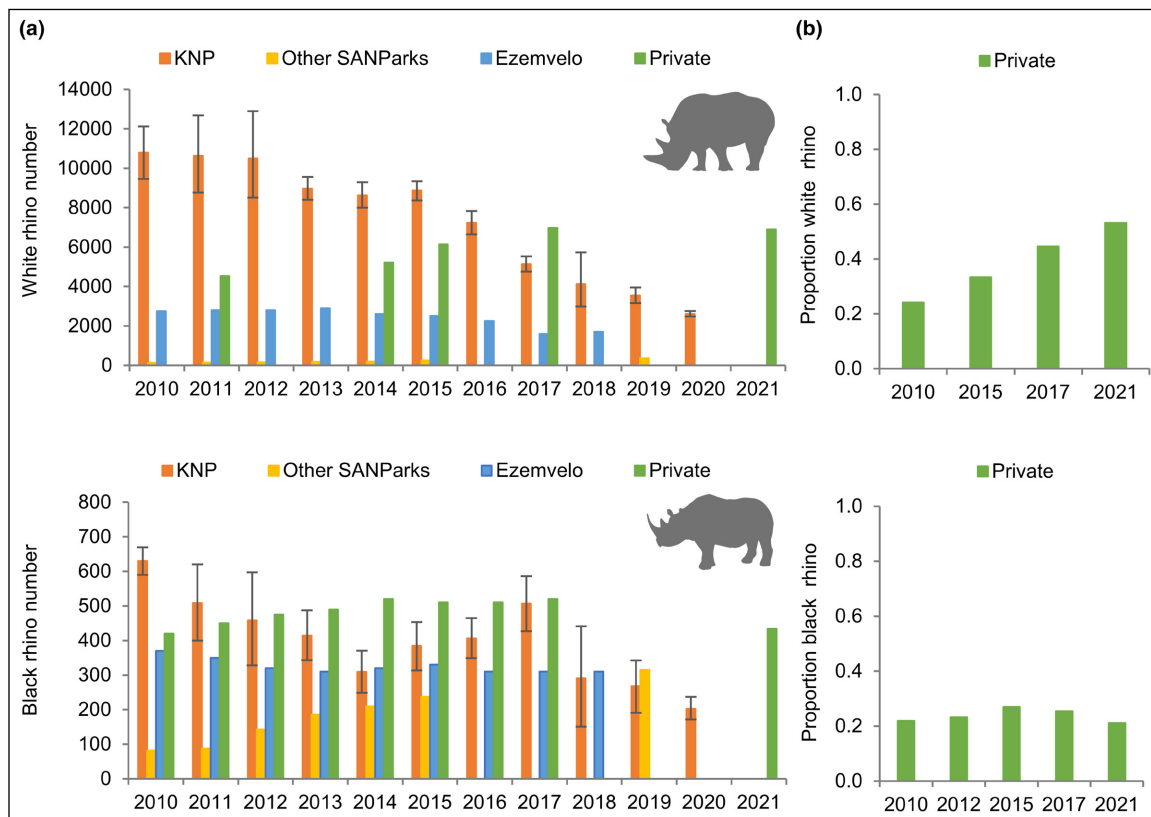 (a)
KNP Other SANParks Ezemvelo Private
White rhino number
14000
12000
10000
8000
6000
4000
2000
0
2010 2011 2012 2013 2014 2015 2016 2017 2018 2019 2020 2021
(b)
Private
Proportion white rhino
1.0
0.8
0.6
0.4
0.2
0.0
2010 2015 2017 2021
KNP Other SANParks Ezemvelo Private
Black rhino number
800
700
600
500
400
300
200
100
0
2010 2011 2012 2013 2014 2015 2016 2017 2018 2019 2020 2021
Private
Proportion black rhino
1.0
0.8
0.6
0.4
0.2
0.0
2010 2012 2015 2017 2021